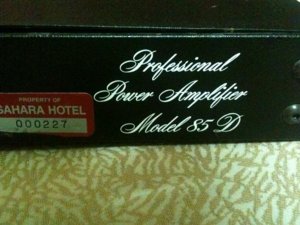 Professional
Power Amplifier
Model 85 D
PROPERTY OF
SAHARA HOTEL
000227